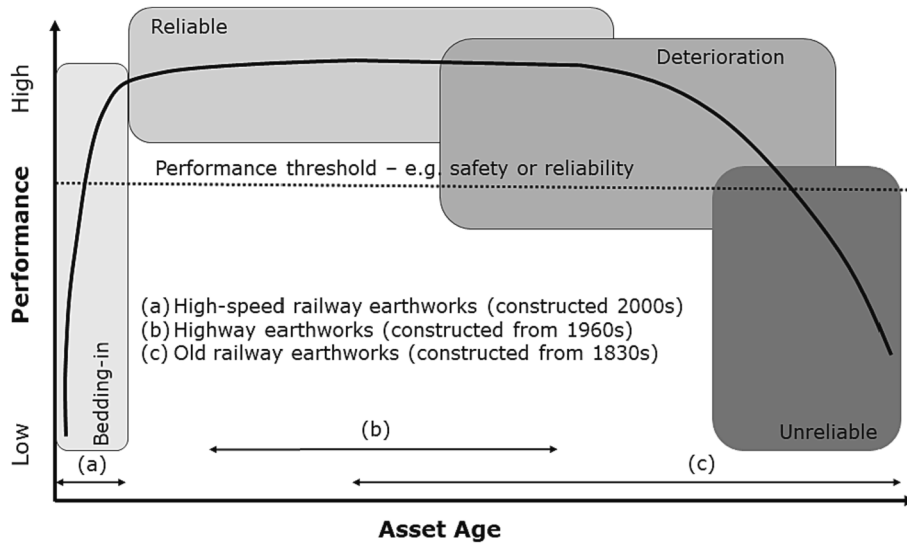 Reliable
Deterioration
High
Performance threshold – e.g. safety or reliability
Performance
(a) High-speed railway earthworks (constructed 2000s)
(b) Highway earthworks (constructed from 1960s)
(c) Old railway earthworks (constructed from 1830s)
Bedding-in
Low
(b)
Unreliable
(a)
(c)
Asset Age